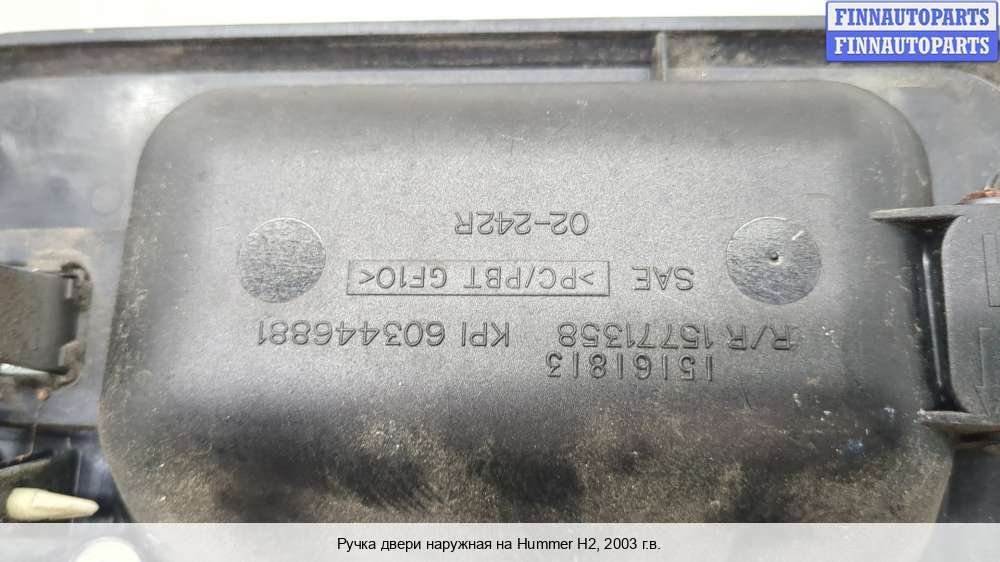 FINNAUTOPARTS
FINNAUTOPARTS
15161813
R/R 15771358 KPI 603446881
SAE >PC/PBT GF10<
02-242R
Ручка двери наружная на Hummer H2, 2003 г.в.